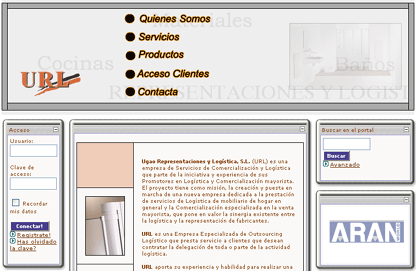 Materiales
Quienes Somos
Servicios
Productos
Cocinas
Baños
Acceso Clientes
URL
REPRESENTACIONES Y LOGIST
Contacta
Acceso
Usuario:
Clave de
acceso:
Recordar
mis datos
Conectar!
Registrate!
Has olvidado
la clave?
Ugao Representaciones y Logística, S.L. (URL) es una
empresa de Servicios de Comercialización y Logística
que parte de la iniciativa y experiencia de sus
Promotores en Logística y Comercialización mayorista.
El proyecto tiene como misión, la creación y puesta en
marcha de una nueva empresa dedicada a la prestación
de servicios de Logística de mobiliario de hogar en
general y la Comercialización especializada en la venta
mayorista, que pone en valor la sinergia existente entre
la logística y la representación de fabricantes.
URL es una Empresa Especializada de Outsourcing
Logístico que presta servicio a clientes que desean
contratar la delegación de toda o parte de la actividad
logística.
URL aporta su experiencia y habilidad para realizar una
Buscar en el portal
Buscar
Avanzado
ARAN